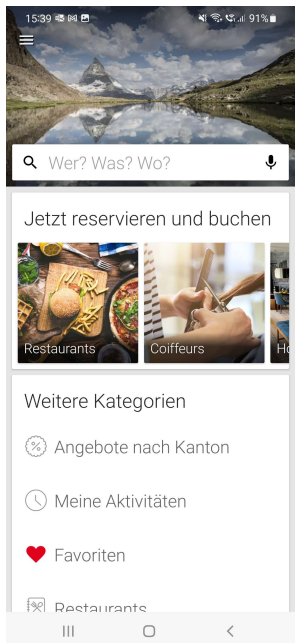 15:39
91%
Wer? Was? Wo?
Jetzt reservieren und buchen
Restaurants
Coiffeurs
Ho
Weitere Kategorien
Angebote nach Kanton
Meine Aktivitäten
Favoriten
Restaurants